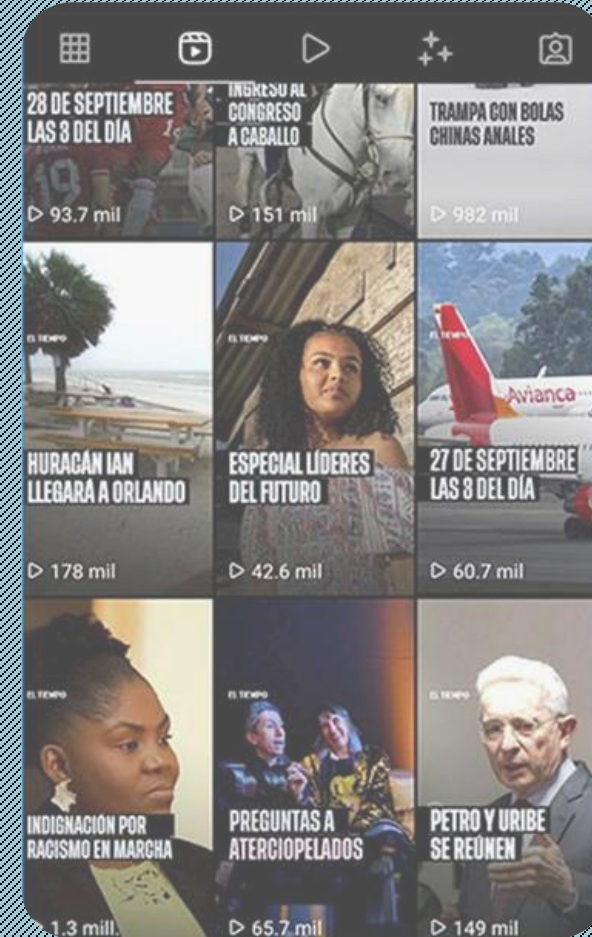 28 DE SEPTIEMBRE
LAS 3 DEL DÍA
19
93.7 mil
INGRESO AL
CONGRESO
A CABALLO
151 mil
TRAMPA CON BOLAS
CHINAS ANALES
982 mil
EL TIEMPO
HURACÁN IAN
LLEGARÁ A ORLANDO
178 mil
EL TIEMPO
ESPECIAL LÍDERES
DEL FUTURO
42.6 mil
EL TIEMPO
Avianca
27 DE SEPTIEMBRE
LAS 3 DEL DÍA
60.7 mil
EL TIEMPO
INDIGNACIÓN POR
RACISMO EN MARCHA
1.3 mill.
EL TIEMPO
PREGUNTAS A
ATERCIOPELADOS
65.7 mil
EL TIEMPO
PETRO Y URIBE
SE REÚNEN
149 mil